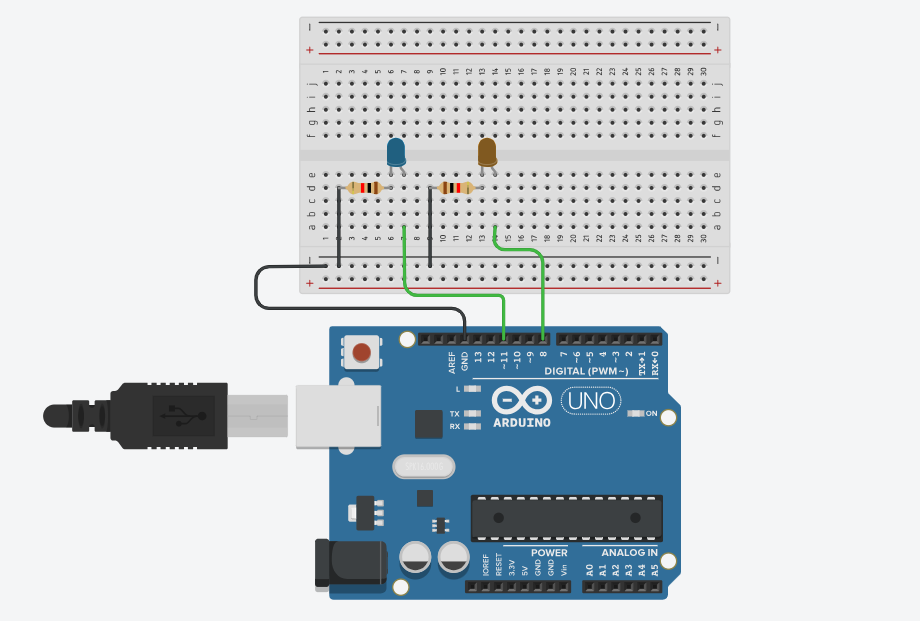 − −
+ +
1 2 3 4 5 6 7 8 9 10 11 12 13 14 15 16 17 18 19 20 21 22 23 24 25 26 27 28 29 30
j j
i i
h h
g g
f f
e e
d d
c c
b b
a a
1 2 3 4 5 6 7 8 9 10 11 12 13 14 15 16 17 18 19 20 21 22 23 24 25 26 27 28 29 30
− −
+ +
AREF GND 13 12 ~11 ~10 ~9 8 7 ~6 ~5 4 ~3 2 TX→1 RX←0
DIGITAL (PWM~)
L
TX
RX
ARDUINO
UNO
ON
POWER
ANALOG IN
IOREF RESET 3.3V 5V GND GND Vin A0 A1 A2 A3 A4 A5